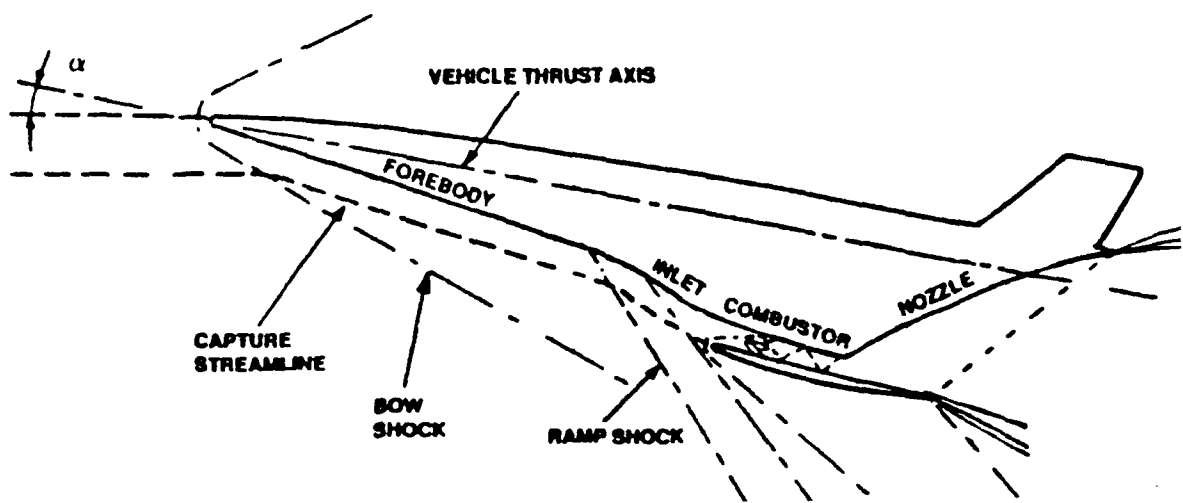 α
VEHICLE THRUST AXIS
FOREBODY
INLET
COMBUSTOR
NOZZLE
CAPTURE
STREAMLINE
BOW
SHOCK
RAMP SHOCK